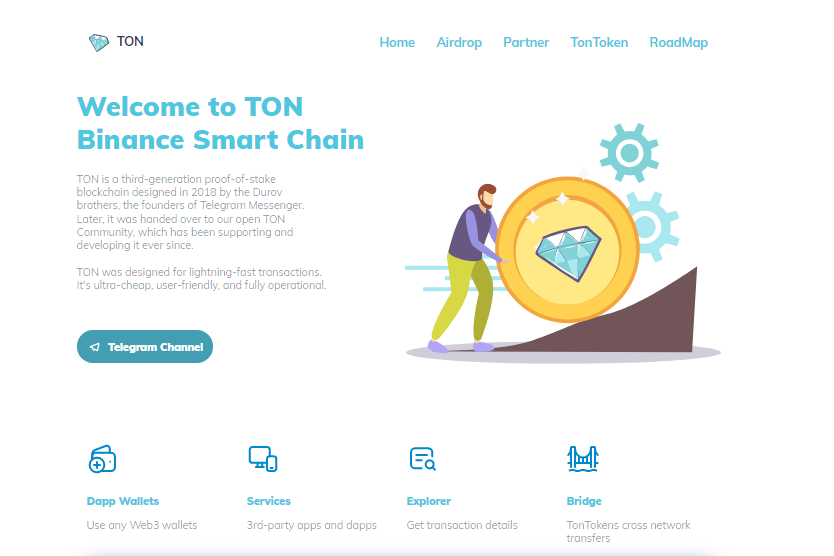 TON
Home Airdrop Partner TonToken RoadMap
Welcome to TON
Binance Smart Chain
TON is a third-generation proof-of-stake
blockchain designed in 2018 by the Durov
brothers, the founders of Telegram Messenger.
Later, it was handed over to our open TON
Community, which has been supporting and
developing it ever since.
TON was designed for lightning-fast transactions.
It's ultra-cheap, user-friendly, and fully operational.
Telegram Channel
Dapp Wallets
Use any Web3 wallets
Services
3rd-party apps and dapps
Explorer
Get transaction details
Bridge
TonTokens cross network
transfers